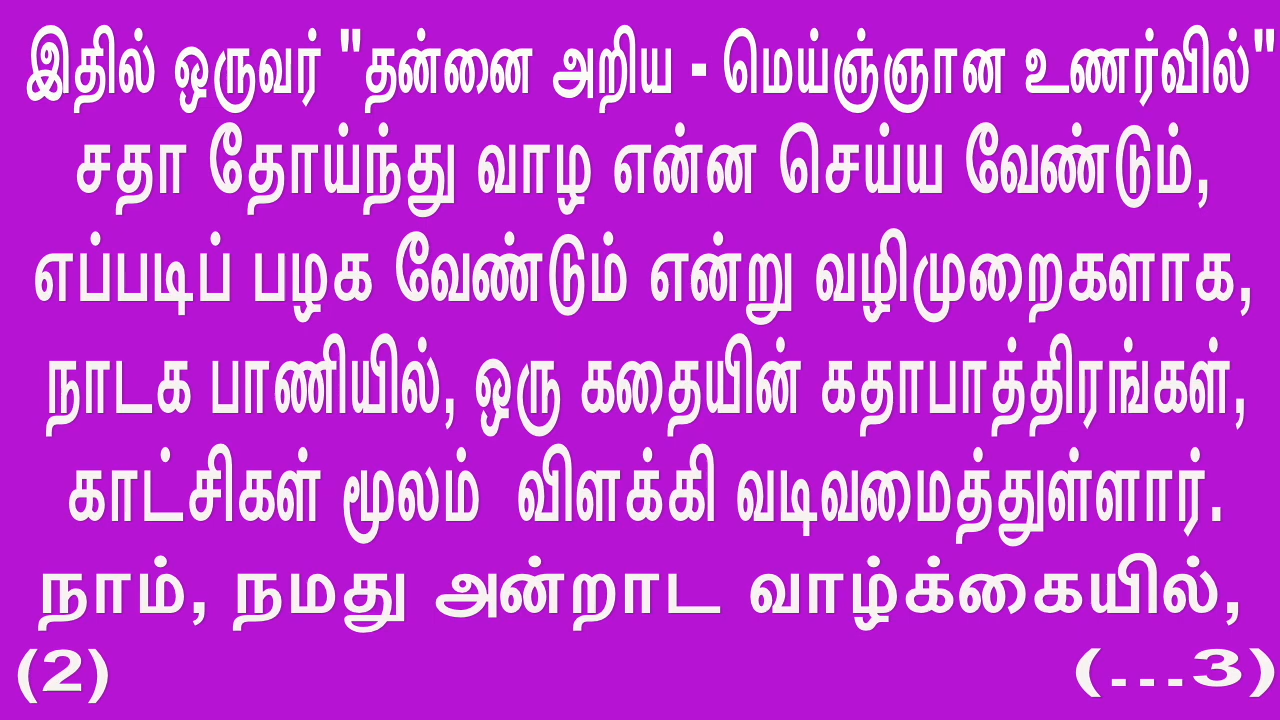 இதில் ஒருவர் "தன்னை அறிய - மெய்ஞ்ஞான உணர்வில்"
சதா தோய்ந்து வாழ என்ன செய்ய வேண்டும்,
எப்படிப் பழக வேண்டும் என்று வழிமுறைகளாக,
நாடக பாணியில், ஒரு கதையின் கதாபாத்திரங்கள்,
காட்சிகள் மூலம் விளக்கி வடிவமைத்துள்ளார்.
நாம், நமது அன்றாட வாழ்க்கையில்,
(2) (...3)